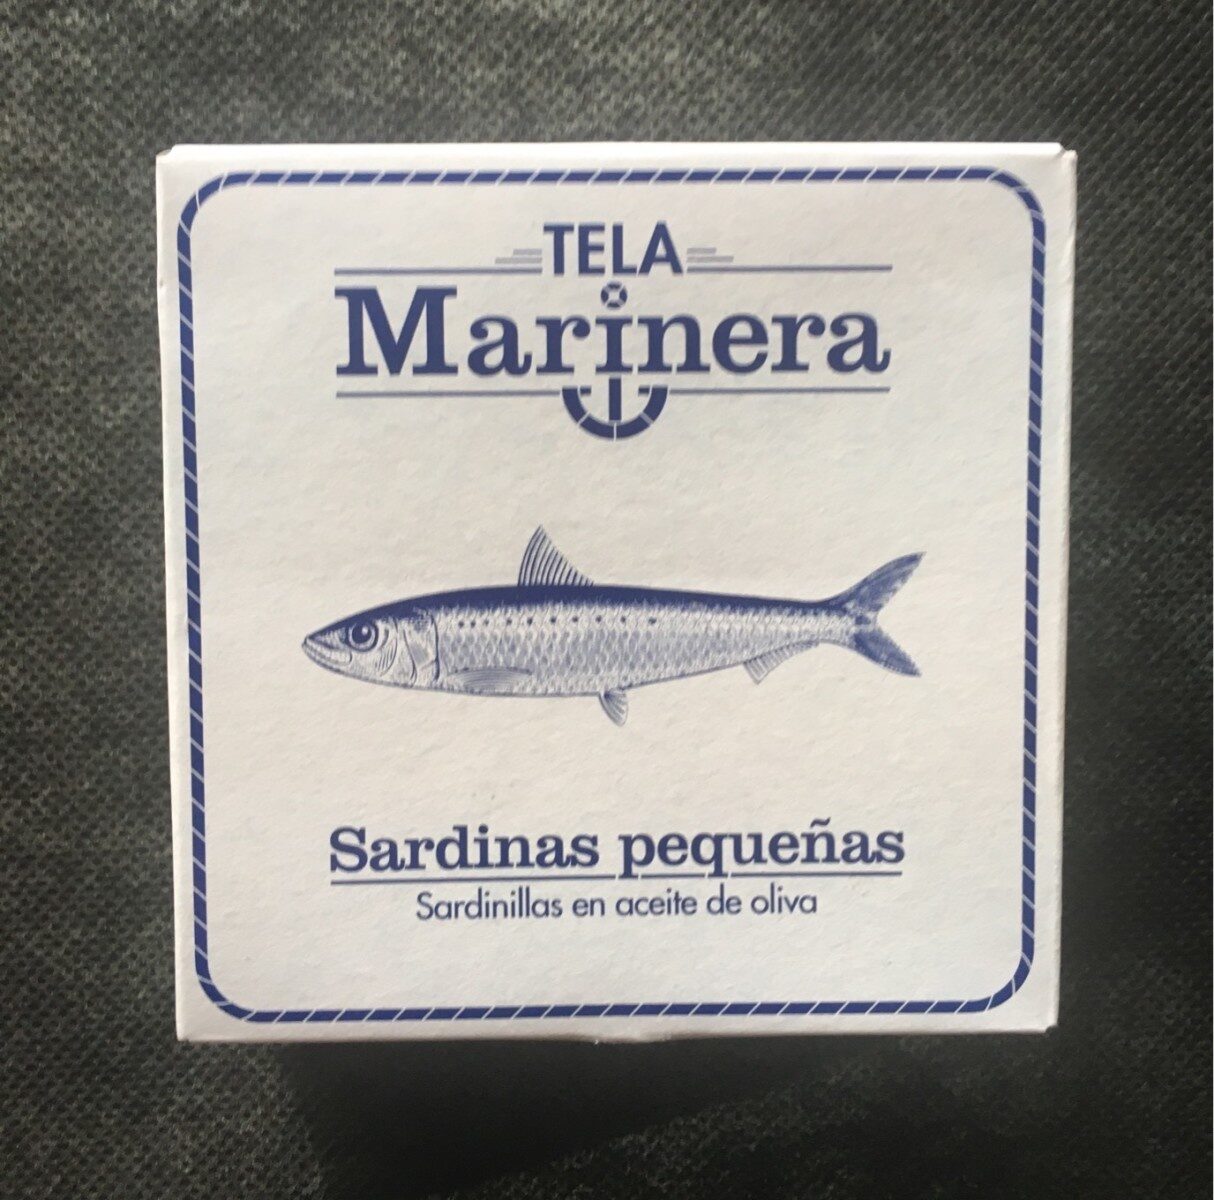 TELA
Marinera
Sardinas pequeñas
Sardinillas en aceite de oliva